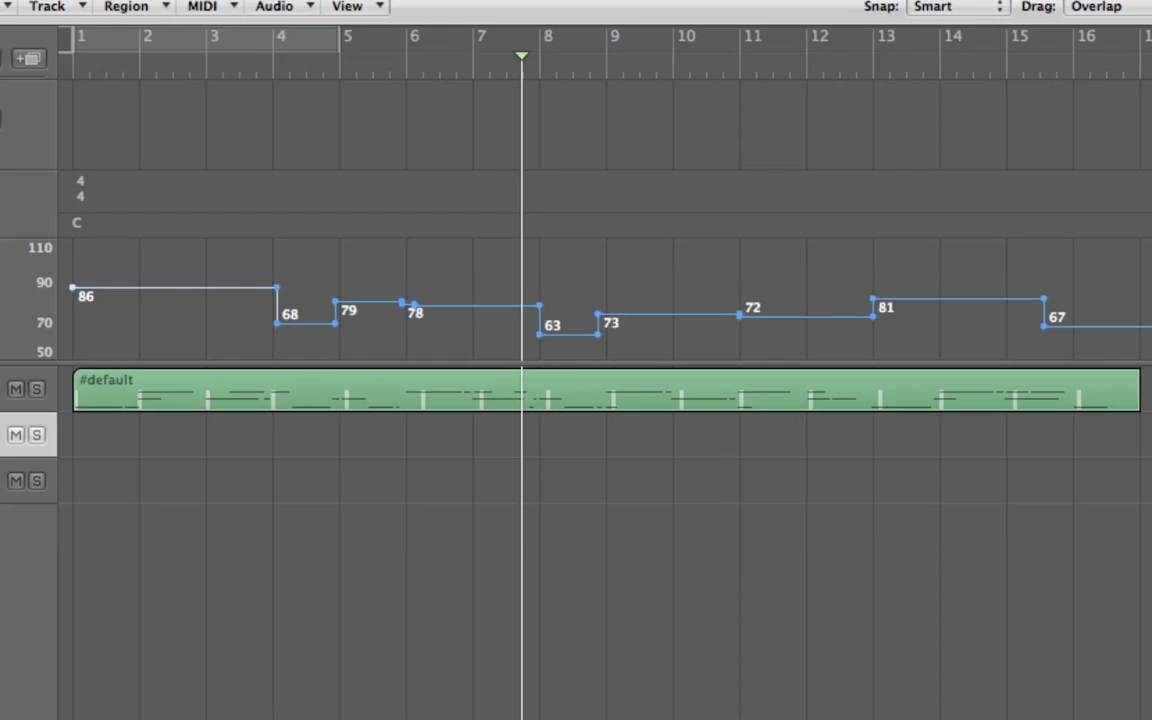 Track Region MIDI Audio View Snap: Smart Drag: Overlap
1 2 3 4 5 6 7 8 9 10 11 12 13 14 15 16 1
4
4
C
110
90
70
50
86 68 79 78 63 73 72 81 67
#default
M S
M S
M S